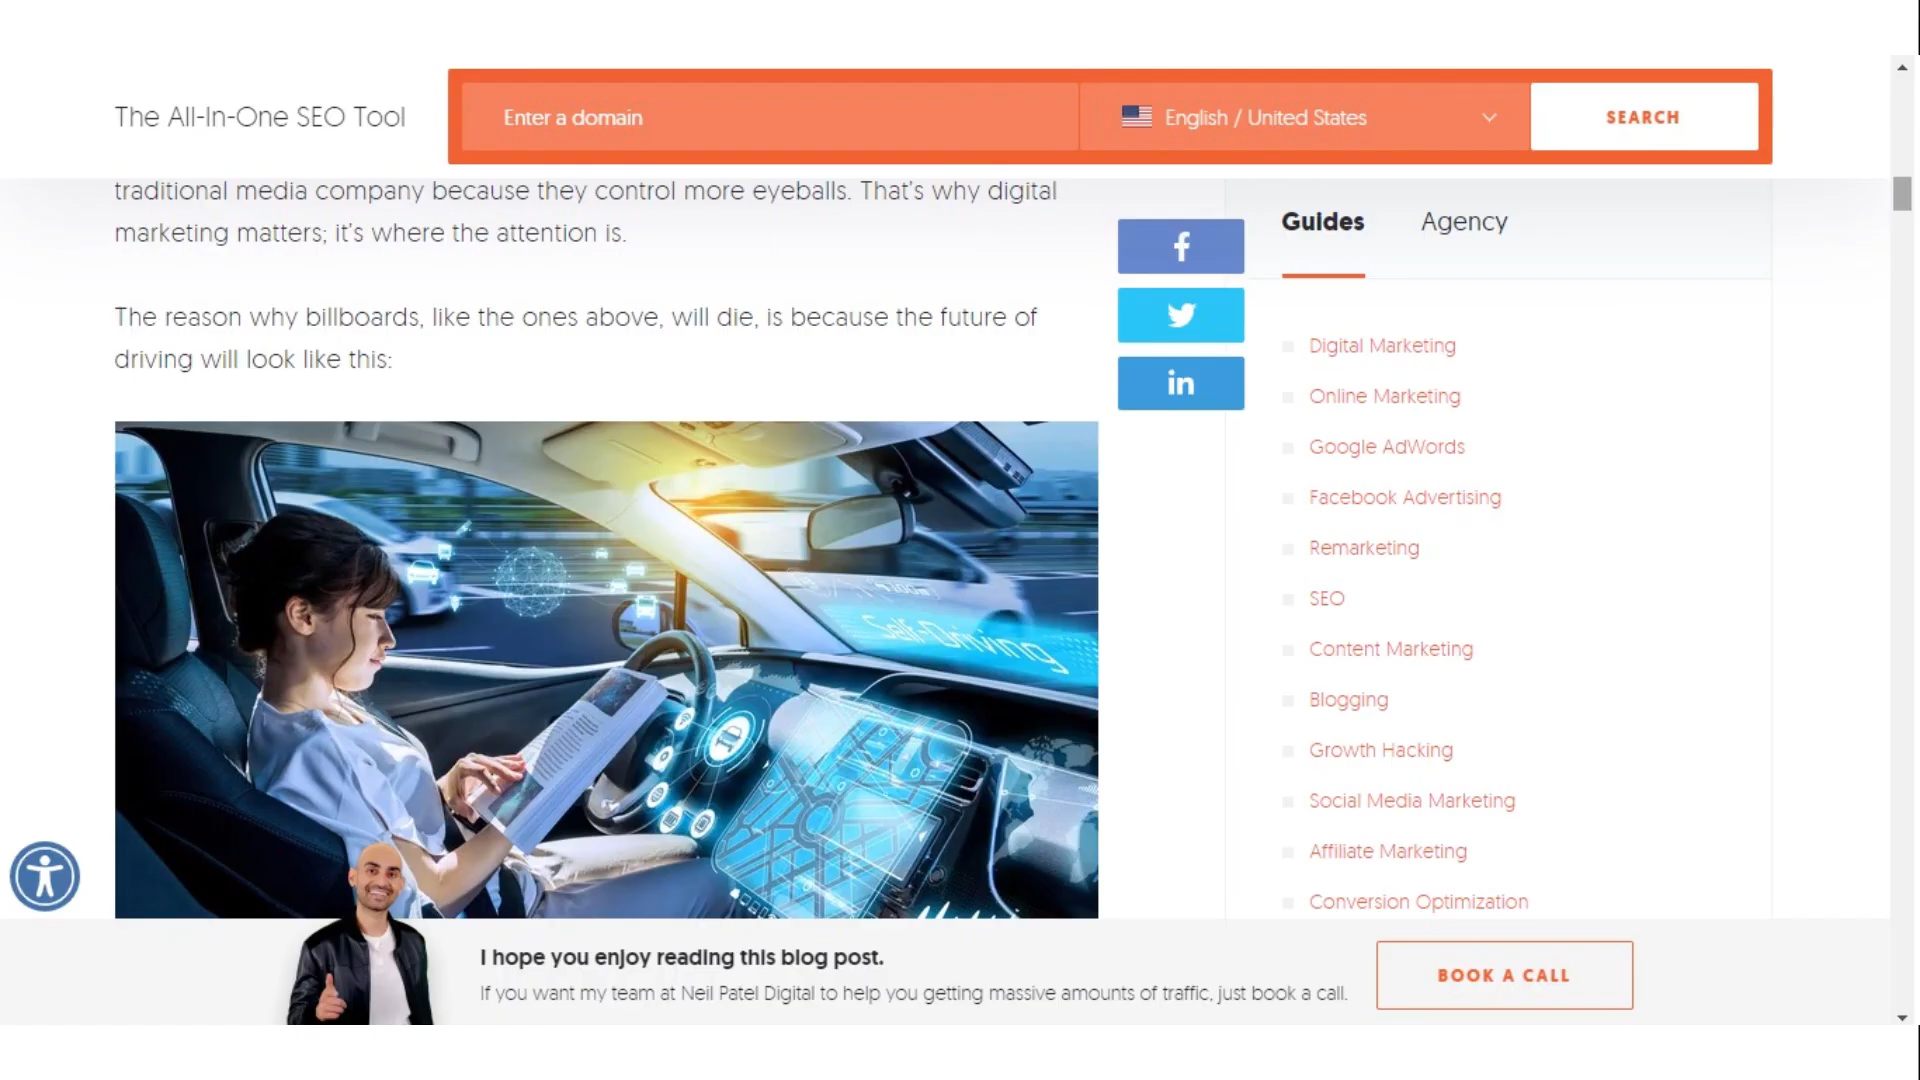 The All-In-One SEO Tool
Enter a domain
English / United States
SEARCH
traditional media company because they control more eyeballs. That’s why digital
marketing matters; it’s where the attention is.
The reason why billboards, like the ones above, will die, is because the future of
driving will look like this:
Self-Driving
f
in
Guides
Agency
Digital Marketing
Online Marketing
Google AdWords
Facebook Advertising
Remarketing
SEO
Content Marketing
Blogging
Growth Hacking
Social Media Marketing
Affiliate Marketing
Conversion Optimization
I hope you enjoy reading this blog post.
If you want my team at Neil Patel Digital to help you getting massive amounts of traffic, just book a call.
BOOK A CALL